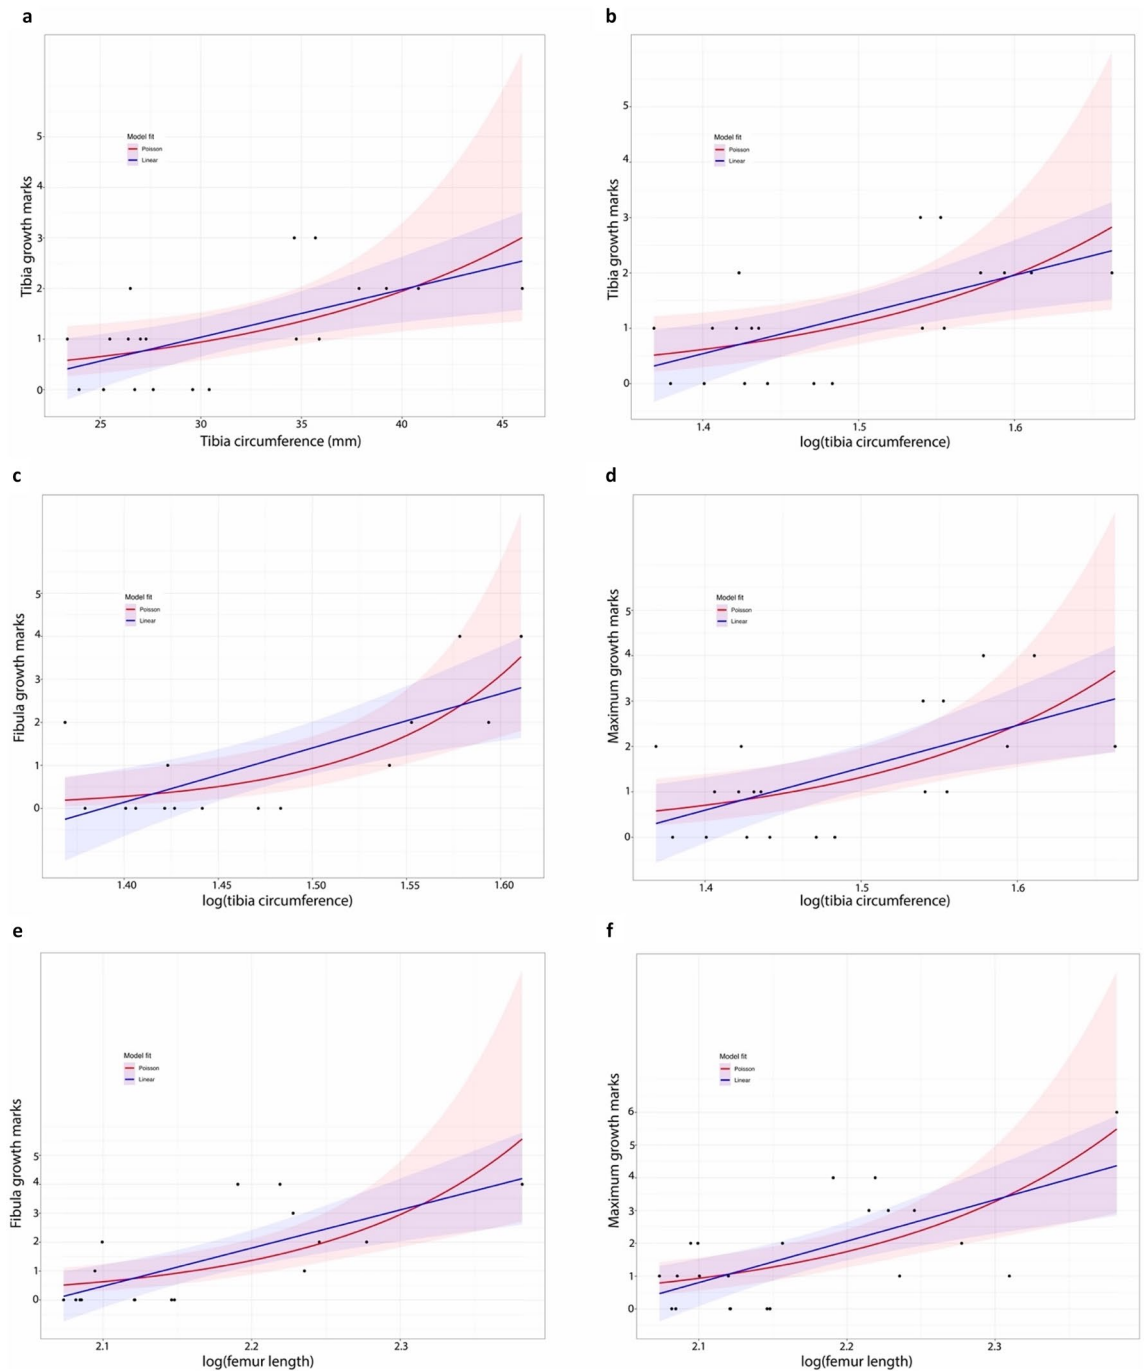 a
Tibia growth marks
5
4
3
2
1
0
Model fit
Poisson
Linear
25 30 35 40 45
Tibia circumference (mm)
b
Tibia growth marks
5
4
3
2
1
0
Model fit
Poisson
Linear
1.4 1.5 1.6
log(tibia circumference)
c
Fibula growth marks
5
4
3
2
1
0
Model fit
Poisson
Linear
1.40 1.45 1.50 1.55 1.60
log(tibia circumference)
d
Maximum growth marks
5
4
3
2
1
0
Model fit
Poisson
Linear
1.4 1.5 1.6
log(tibia circumference)
e
Fibula growth marks
5
4
3
2
1
0
Model fit
Poisson
Linear
2.1 2.2 2.3
log(femur length)
f
Maximum growth marks
6
5
4
3
2
1
0
Model fit
Poisson
Linear
2.1 2.2 2.3
log(femur length)